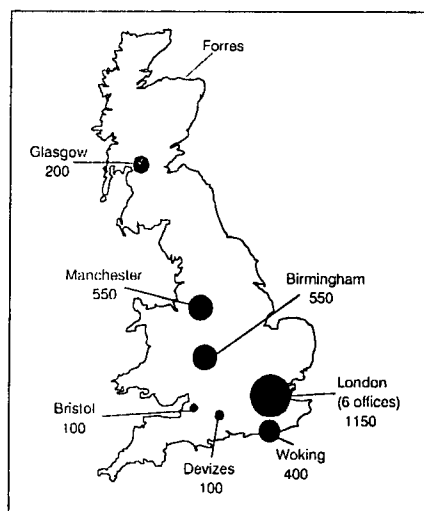 Forres
Glasgow
200
Manchester
550
Birmingham
550
London
(6 offices)
1150
Bristol
100
Devizes
100
Woking
400